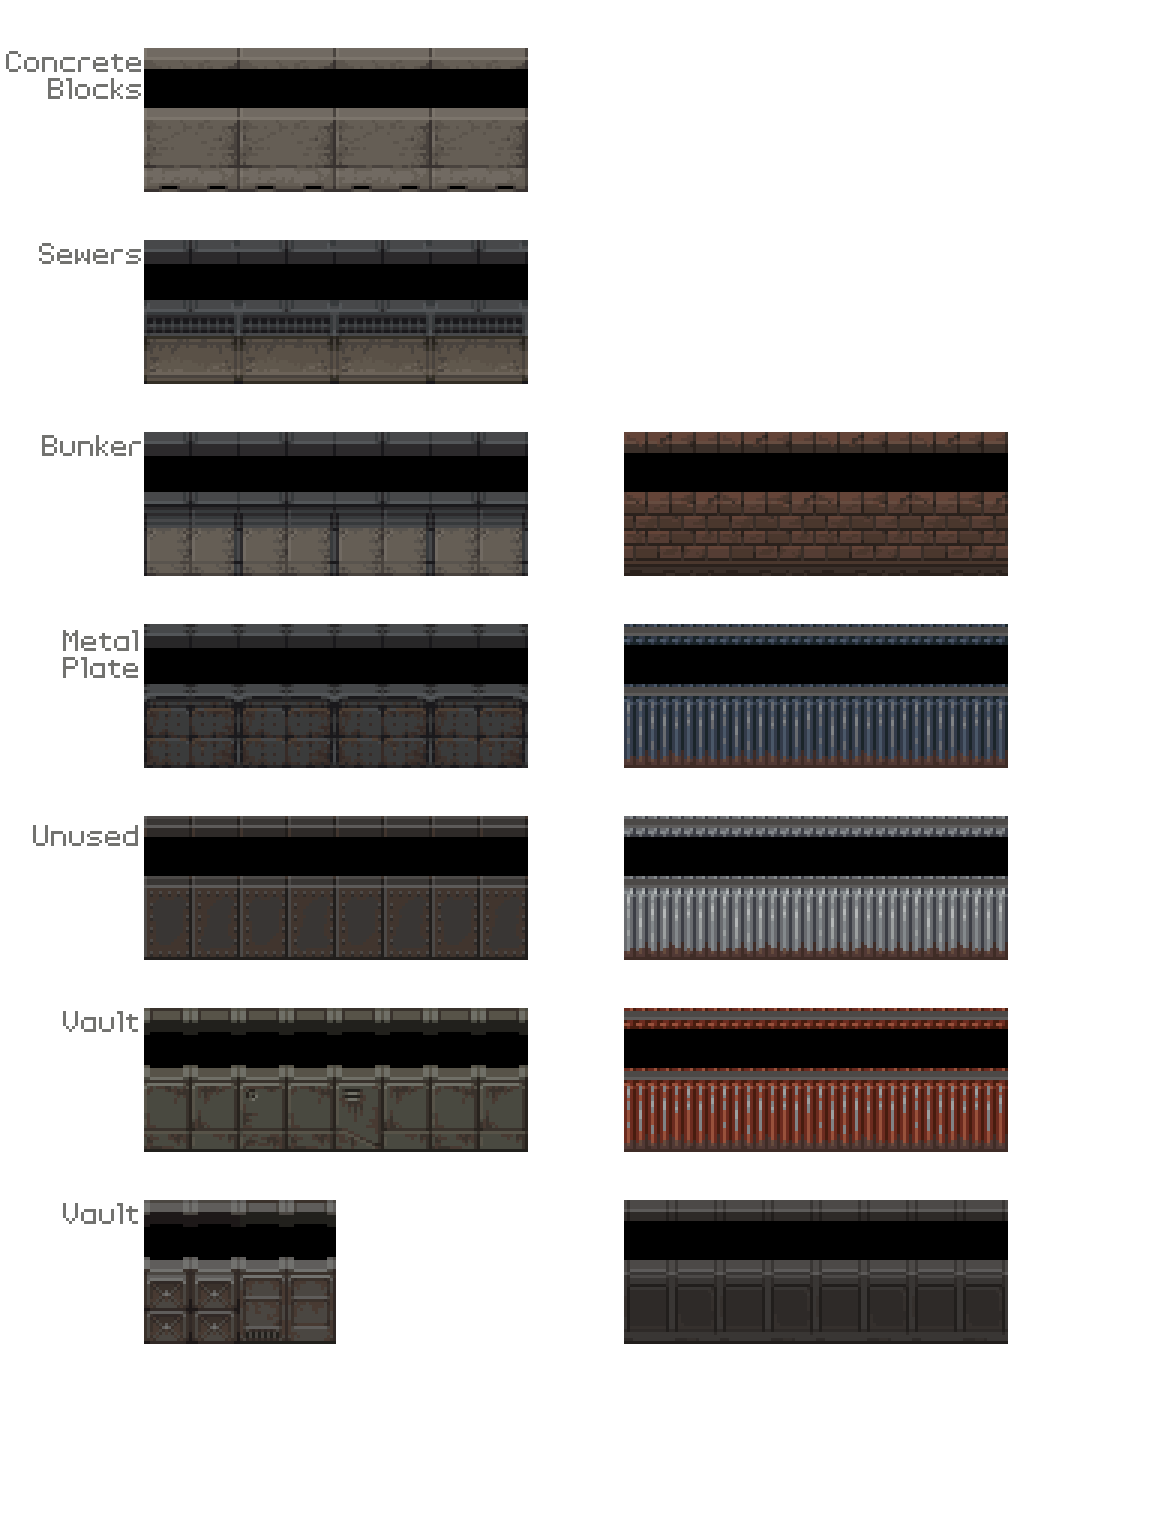 Concrete
Blocks
Sewers
Bunker
Metal
Plate
Unused
Vault
Vault